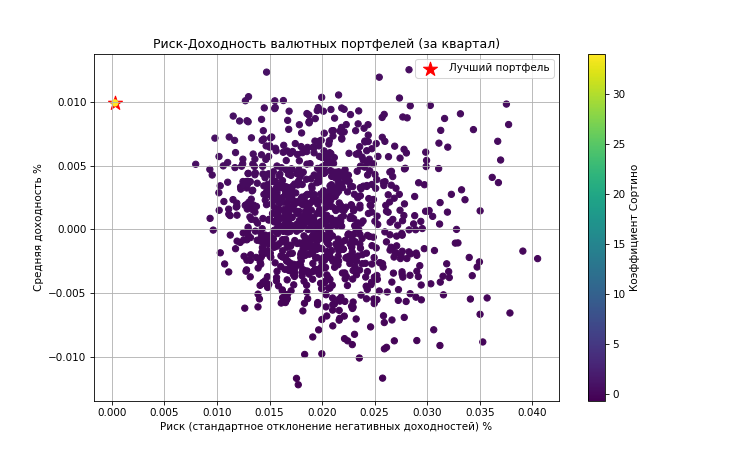 Риск-Доходность валютных портфелей (за квартал)
Лучший портфель
Средняя доходность %
0.010
0.005
0.000
−0.005
−0.010
0.000 0.005 0.010 0.015 0.020 0.025 0.030 0.035 0.040
Риск (стандартное отклонение негативных доходностей) %
30
25
20
15
10
5
0
Коэффициент Сортино